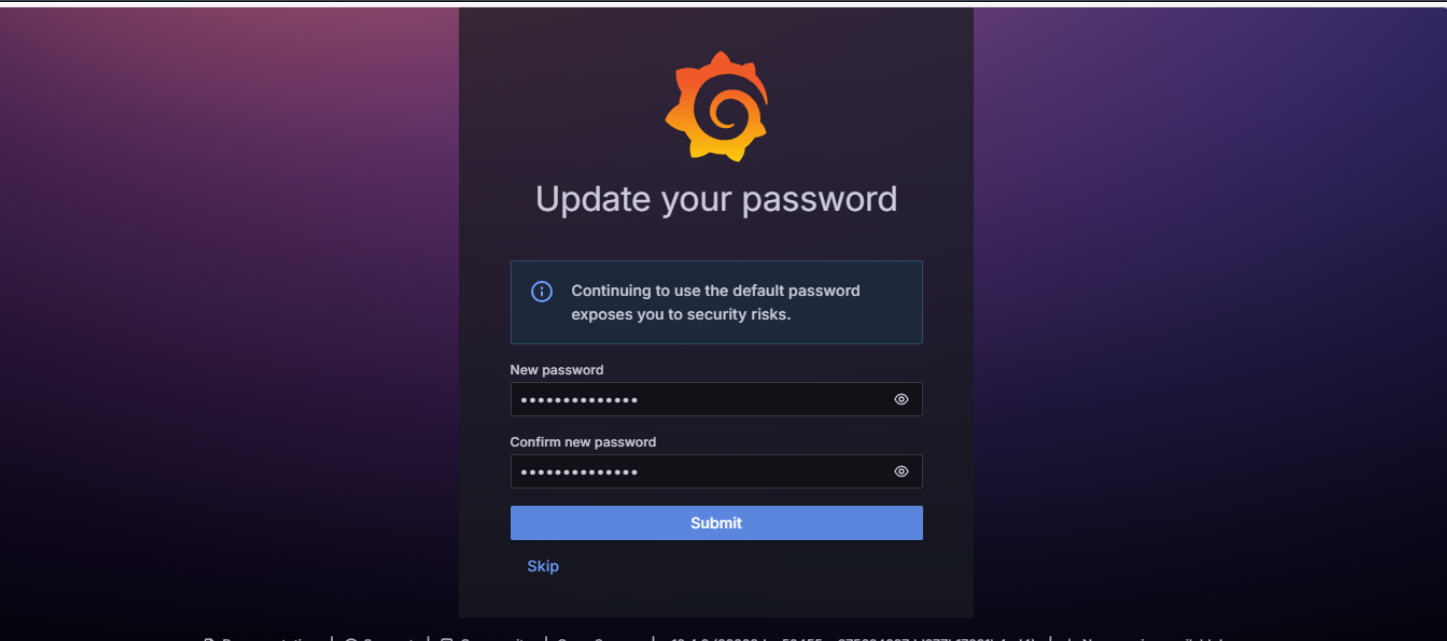 Update your password
Continuing to use the default password
exposes you to security risks.
New password
••••••••••••••
Confirm new password
••••••••••••••
Submit
Skip